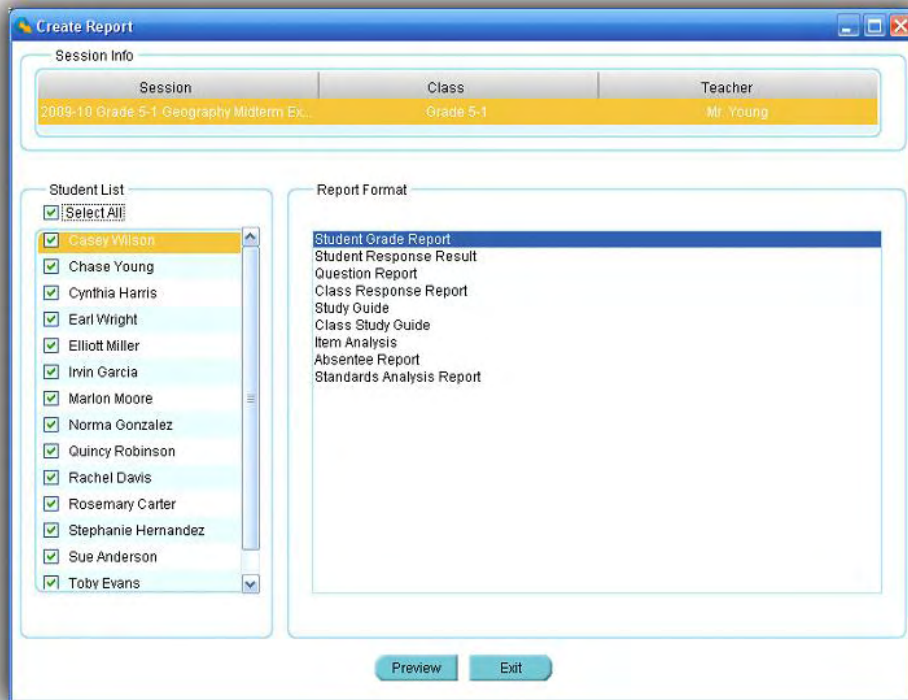 Create Report
Session Info
Session Class Teacher
2009-10 Grade 5-1 Geography Midterm Ex... Grade 5-1 Mr. Young
Student List
Select All
Casey Wilson
Chase Young
Cynthia Harris
Earl Wright
Elliott Miller
Irvin Garcia
Marlon Moore
Norma Gonzalez
Quincy Robinson
Rachel Davis
Rosemary Carter
Stephanie Hernandez
Sue Anderson
Toby Evans
Report Format
Student Grade Report
Student Response Result
Question Report
Class Response Report
Study Guide
Class Study Guide
Item Analysis
Absentee Report
Standards Analysis Report
Preview Exit